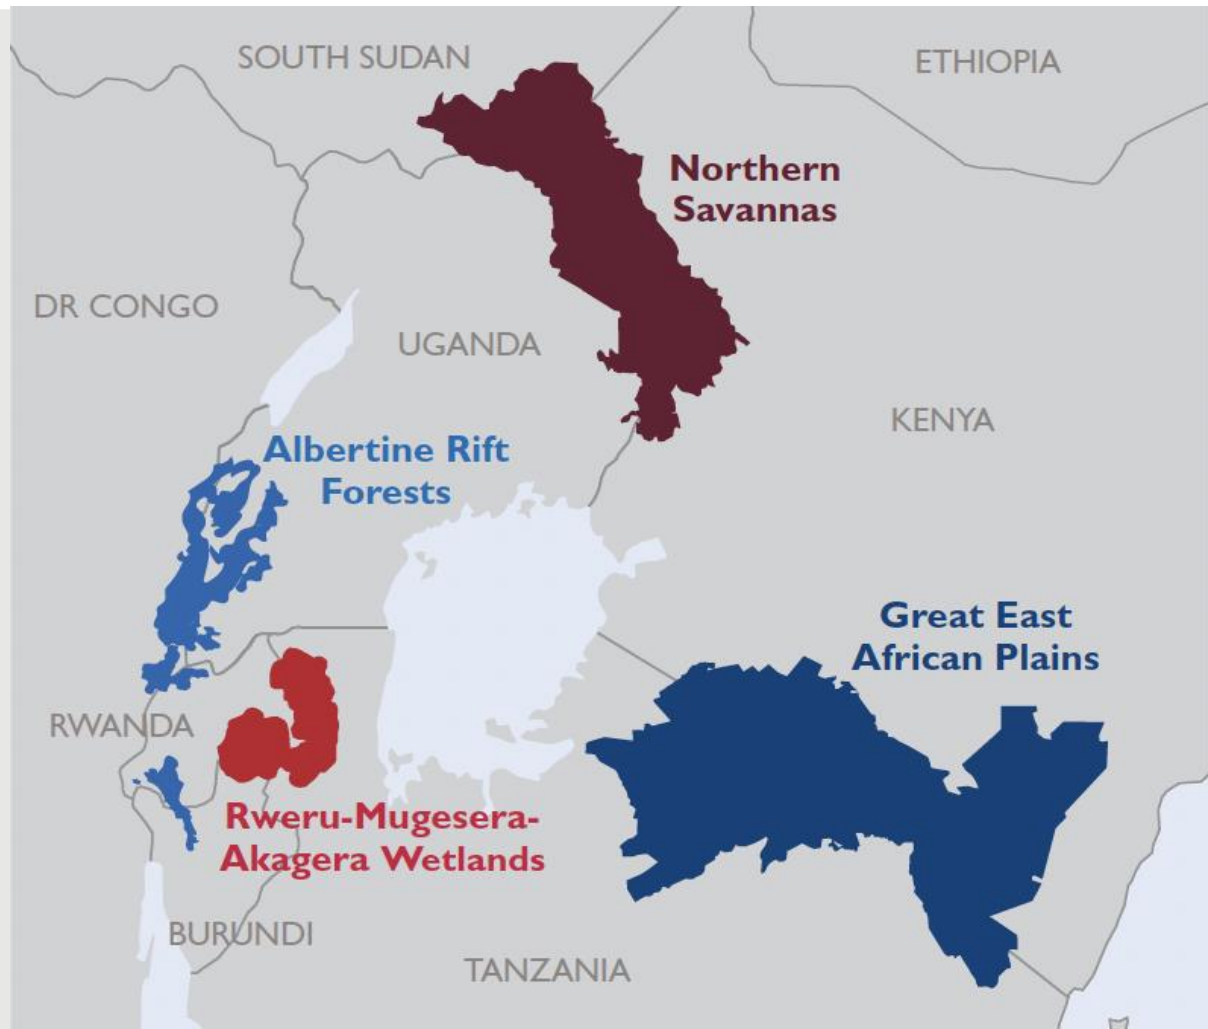 SOUTH SUDAN
ETHIOPIA
Northern
Savannas
DR CONGO
UGANDA
KENYA
Albertine Rift
Forests
Great East
African Plains
RWANDA
Rweru-Mugesera-
Akagera Wetlands
BURUNDI
TANZANIA